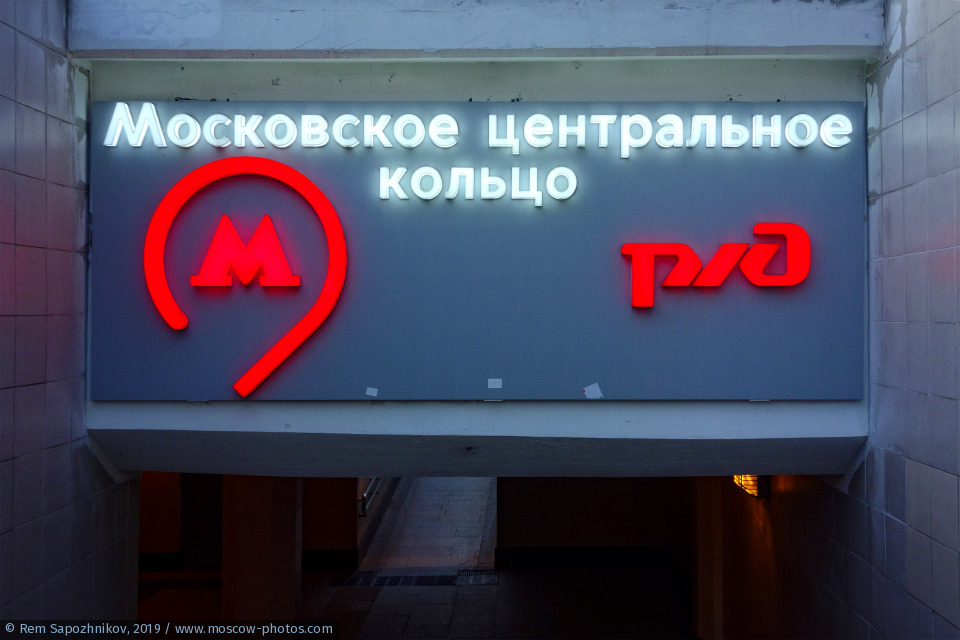 Московское центральное
кольцо
М
РЖД
© Rem Sapozhnikov, 2019 / www.moscow-photos.com